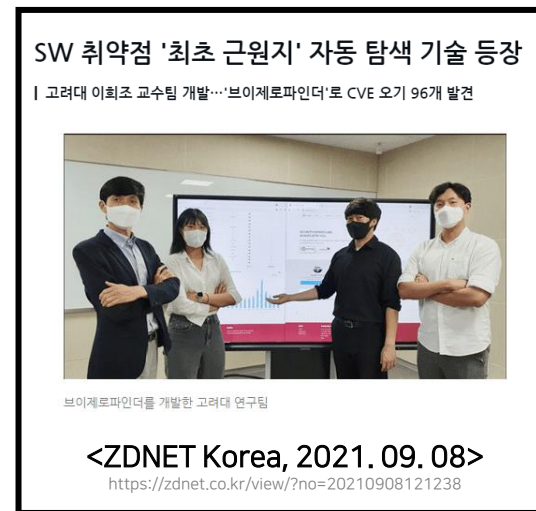 SW 취약점 '최초 근원지' 자동 탐색 기술 등장
| 고려대 이희조 교수팀 개발…'브이제로파인더'로 CVE 오기 96개 발견
브이제로파인더를 개발한 고려대 연구팀
<ZDNET Korea, 2021. 09. 08>
https://zdnet.co.kr/view/?no=20210908121238